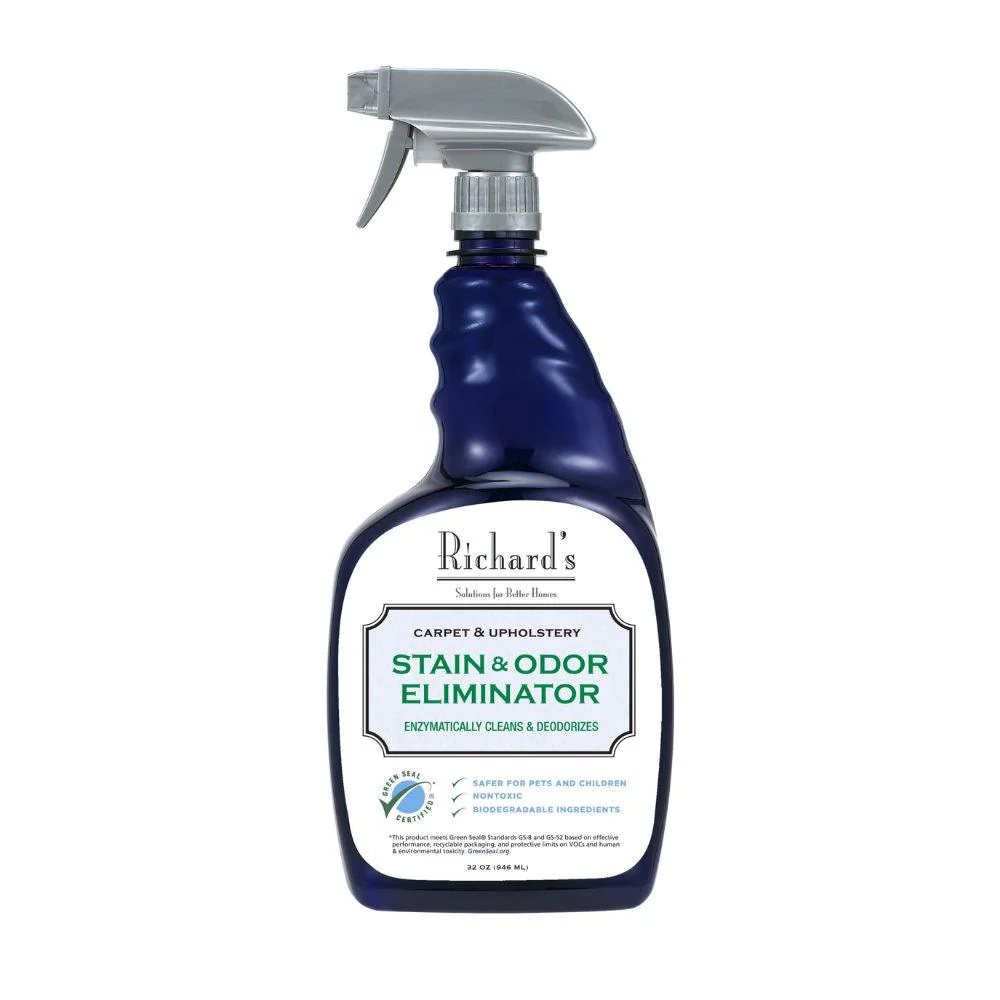 Richard's
Solutions for Better Homes
CARPET & UPHOLSTERY
STAIN & ODOR
ELIMINATOR
ENZYMATICALLY CLEANS & DEODORIZES
GREEN SEAL
CERTIFIED®
SAFER FOR PETS AND CHILDREN
NONTOXIC
BIODEGRADABLE INGREDIENTS
*This product meets Green Seal® Standards GS-8 and GS-52 based on effective
performance, recyclable packaging, and protective limits on VOCs and human
& environmental toxicity. GreenSeal.org.
32 OZ (946 ML)